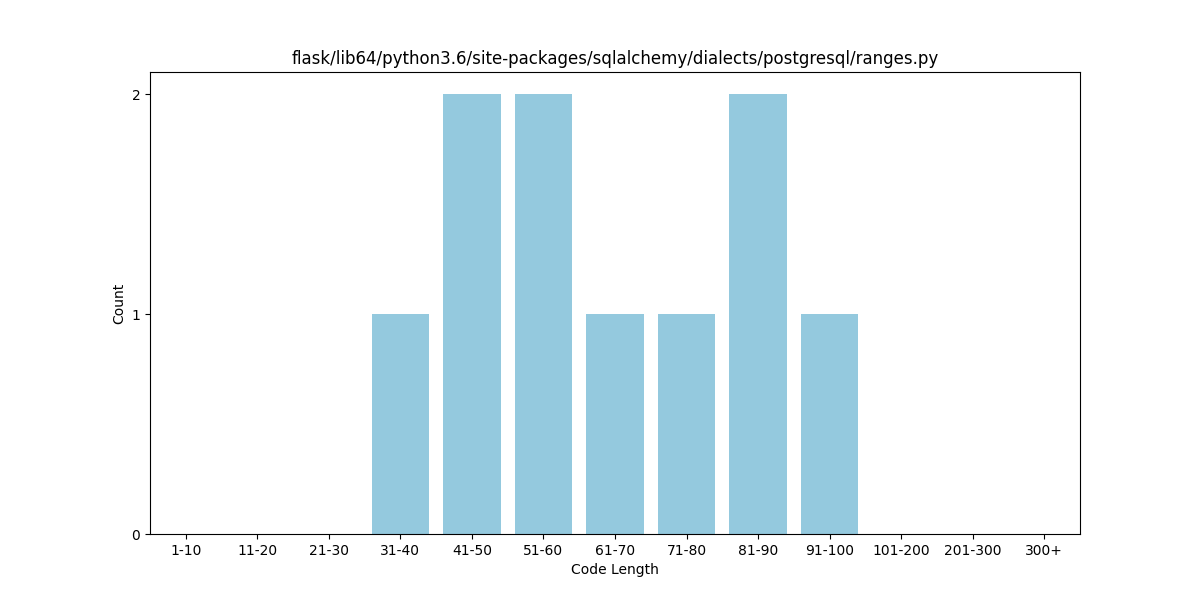 flask/lib64/python3.6/site-packages/sqlalchemy/dialects/postgresql/ranges.py
2
1
0
Count
1-10 11-20 21-30 31-40 41-50 51-60 61-70 71-80 81-90 91-100 101-200 201-300 300+
Code Length